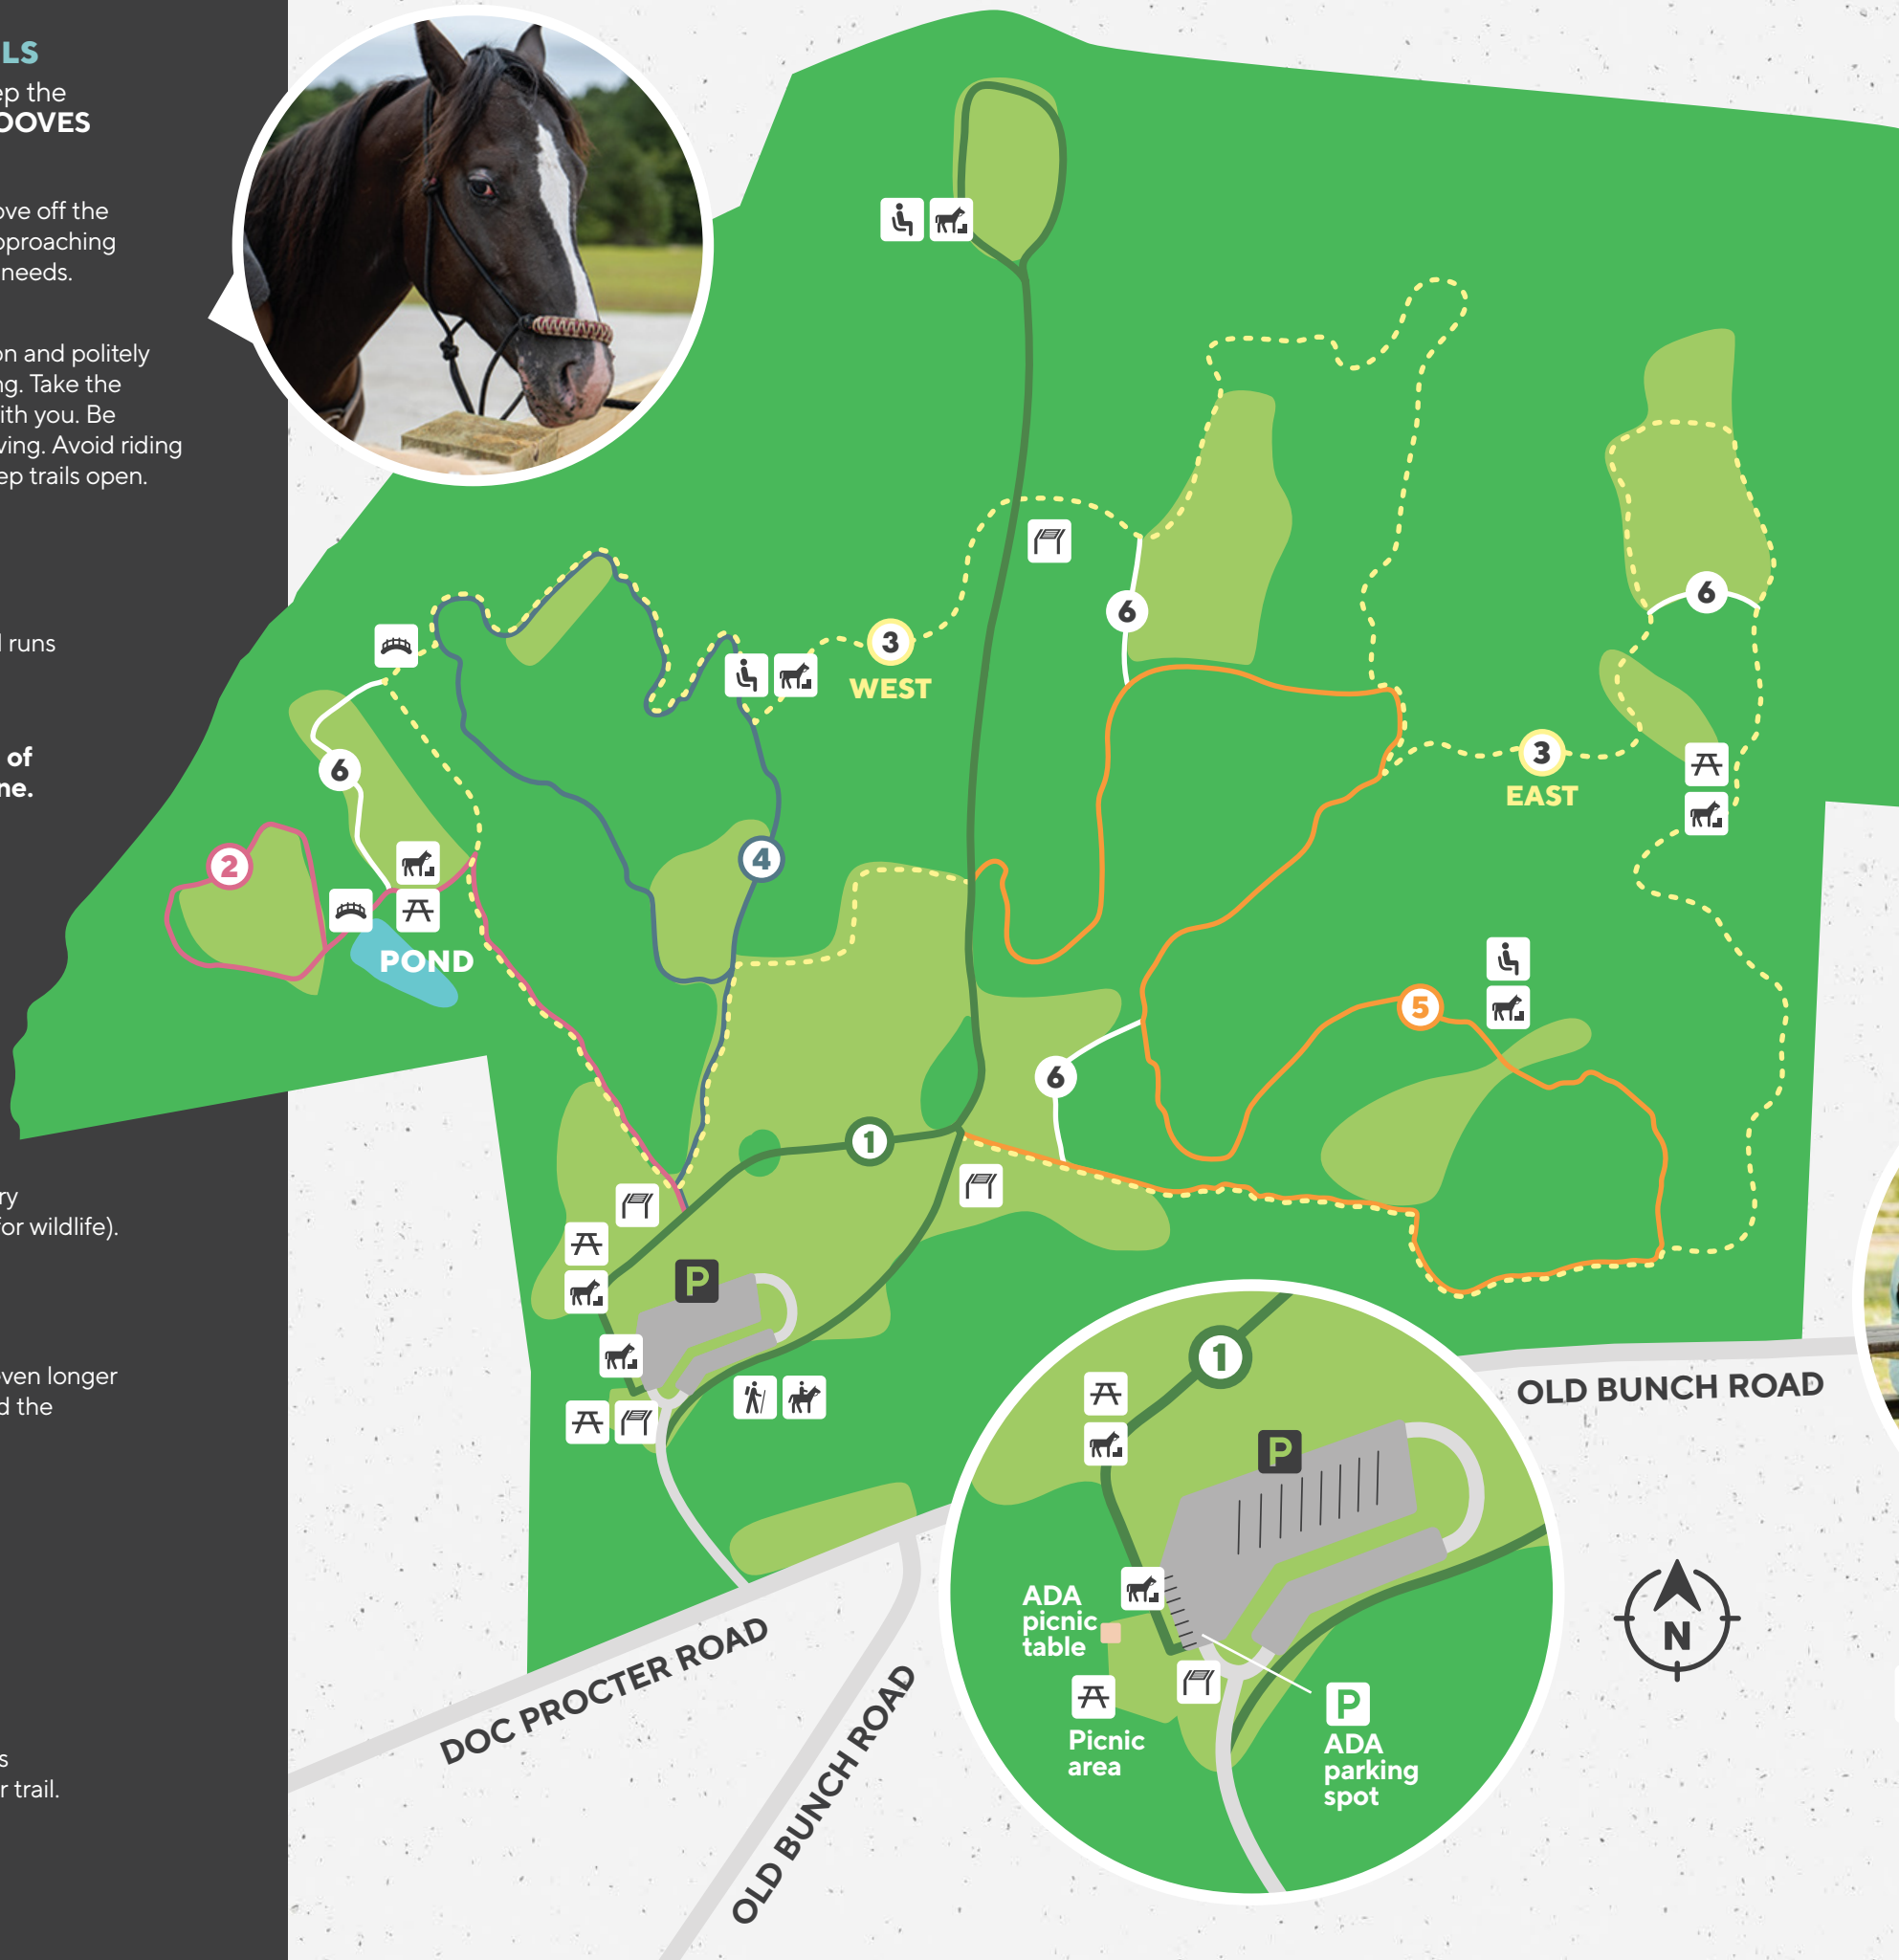 LS
ep the
OOVES
ove off the
pproaching
needs.
on and politely
ng. Take the
ith you. Be
ving. Avoid riding
ep trails open.
l runs
of
ne.
ry
for wildlife).
even longer
d the
s
r trail.
6
3
WEST
6
6
3
EAST
2
4
POND
5
6
1
P
1
P
ADA
picnic
table
Picnic
area
P
ADA
parking
spot
OLD BUNCH ROAD
DOC PROCTER ROAD
OLD BUNCH ROAD
N